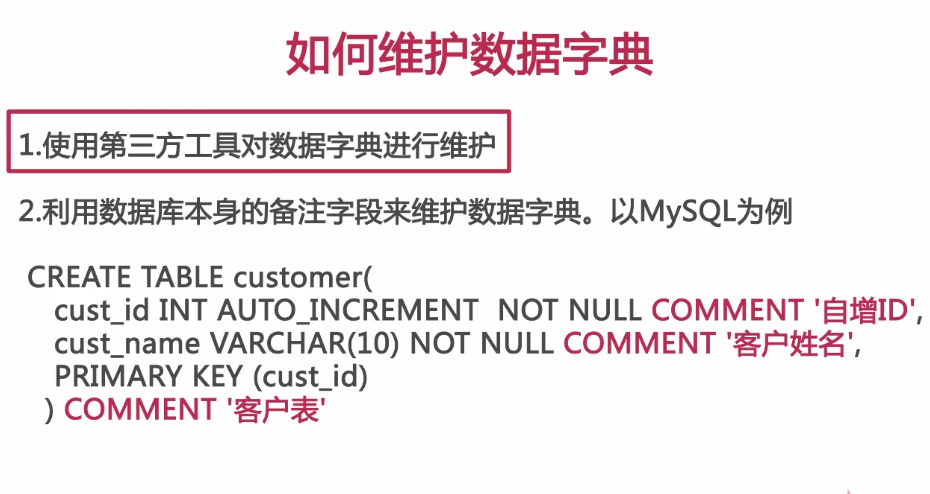 如何维护数据字典
1.使用第三方工具对数据字典进行维护
2.利用数据库本身的备注字段来维护数据字典。以MySQL为例
CREATE TABLE customer(
cust_id INT AUTO_INCREMENT  NOT NULL COMMENT '自增ID',
cust_name VARCHAR(10) NOT NULL COMMENT '客户姓名',
PRIMARY KEY (cust_id)
) COMMENT '客户表'